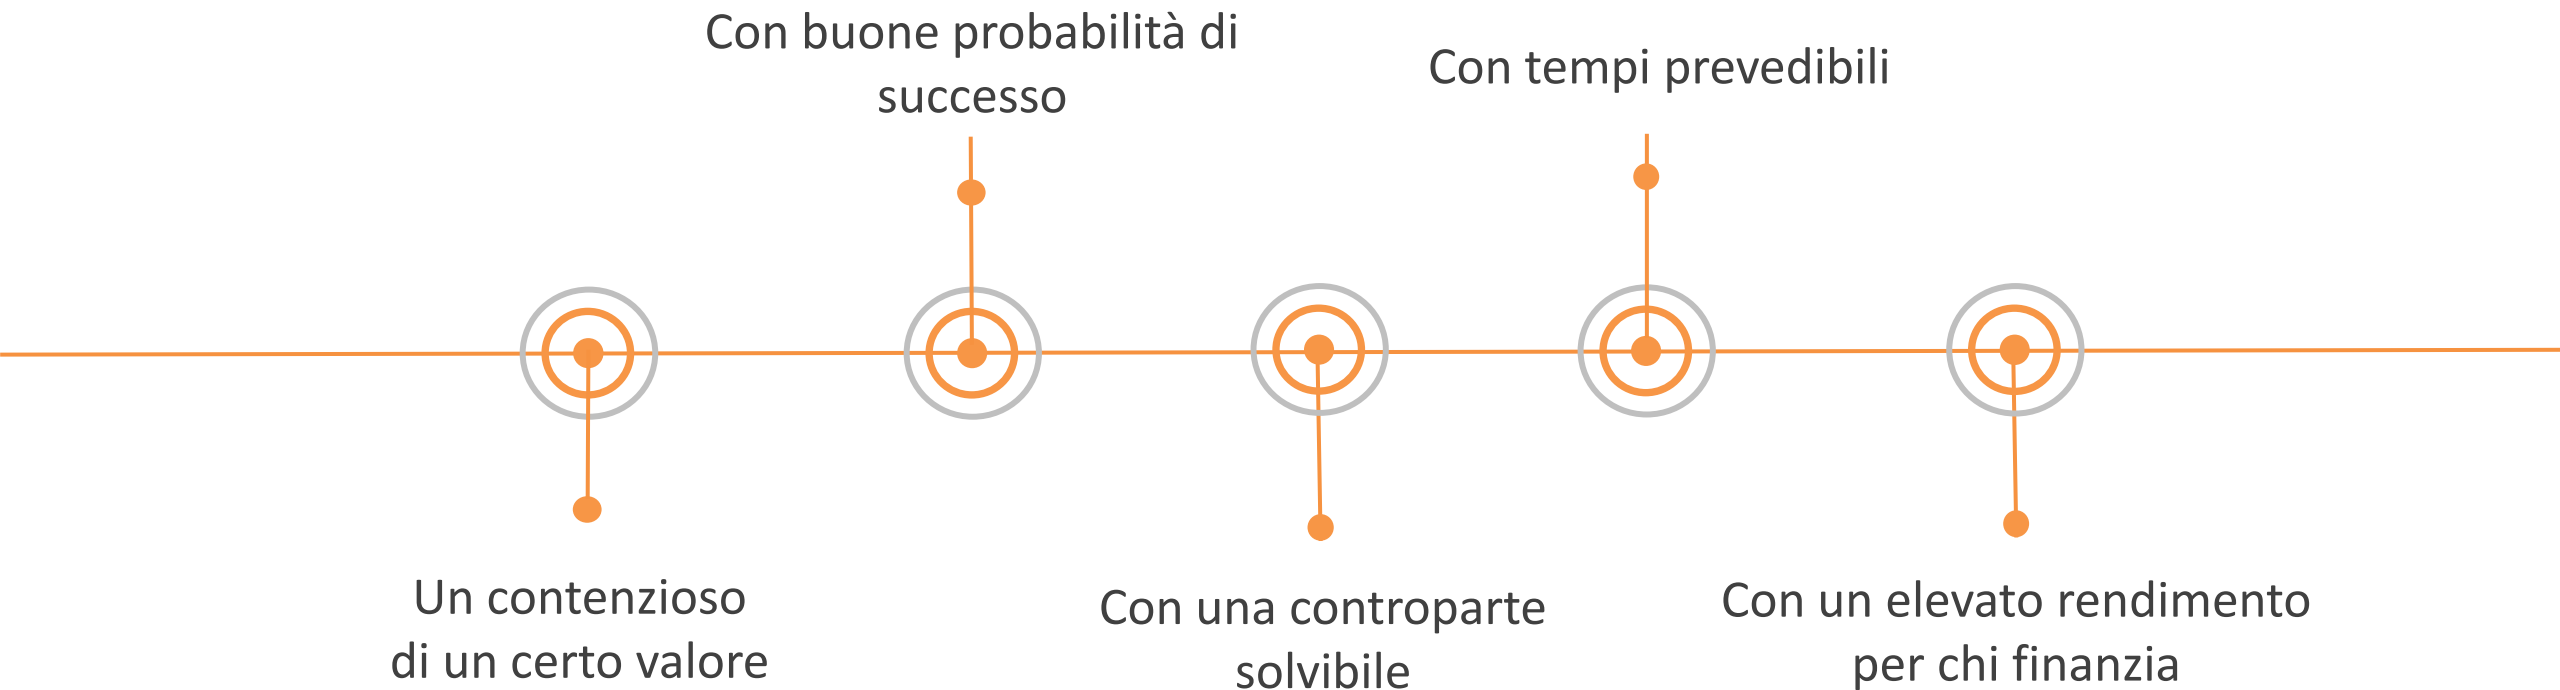 Con buone probabilità di
successo
Con tempi prevedibili
Un contenzioso
di un certo valore
Con una controparte
solvibile
Con un elevato rendimento
per chi finanzia